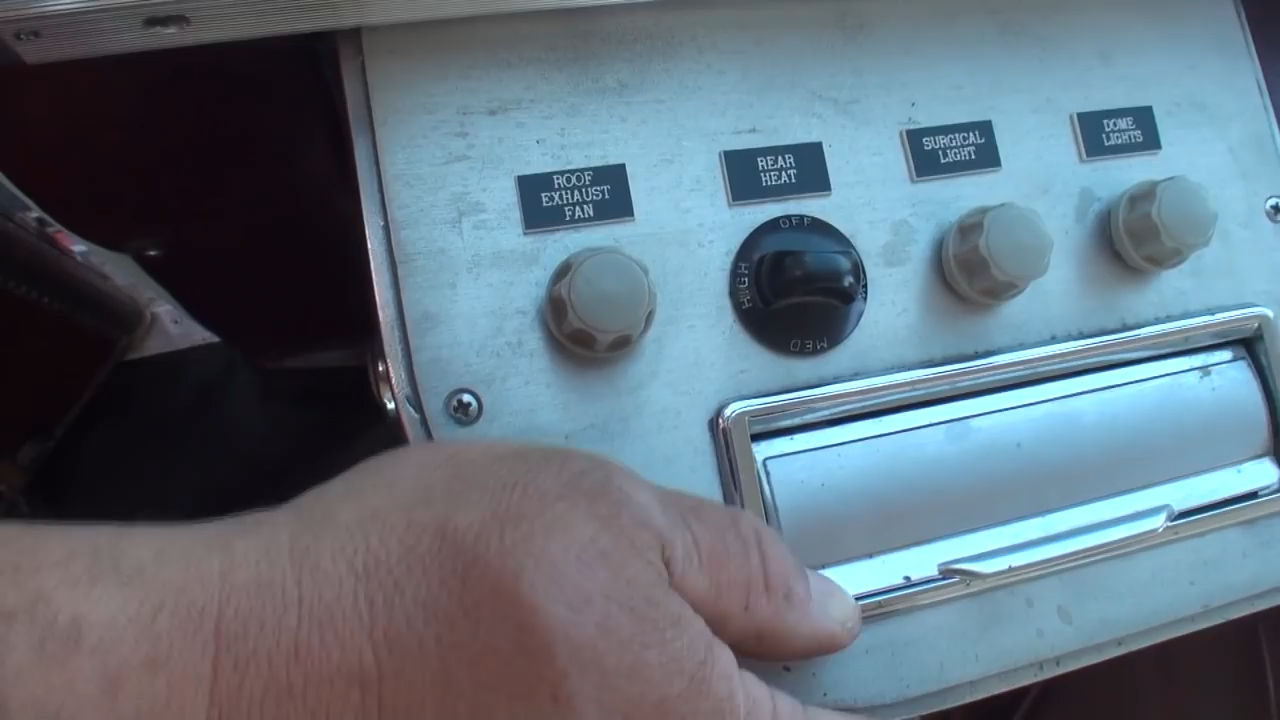 ROOF
EXHAUST
FAN
REAR
HEAT
SURGICAL
LIGHT
DOME
LIGHTS
OFF
HIGH
MED